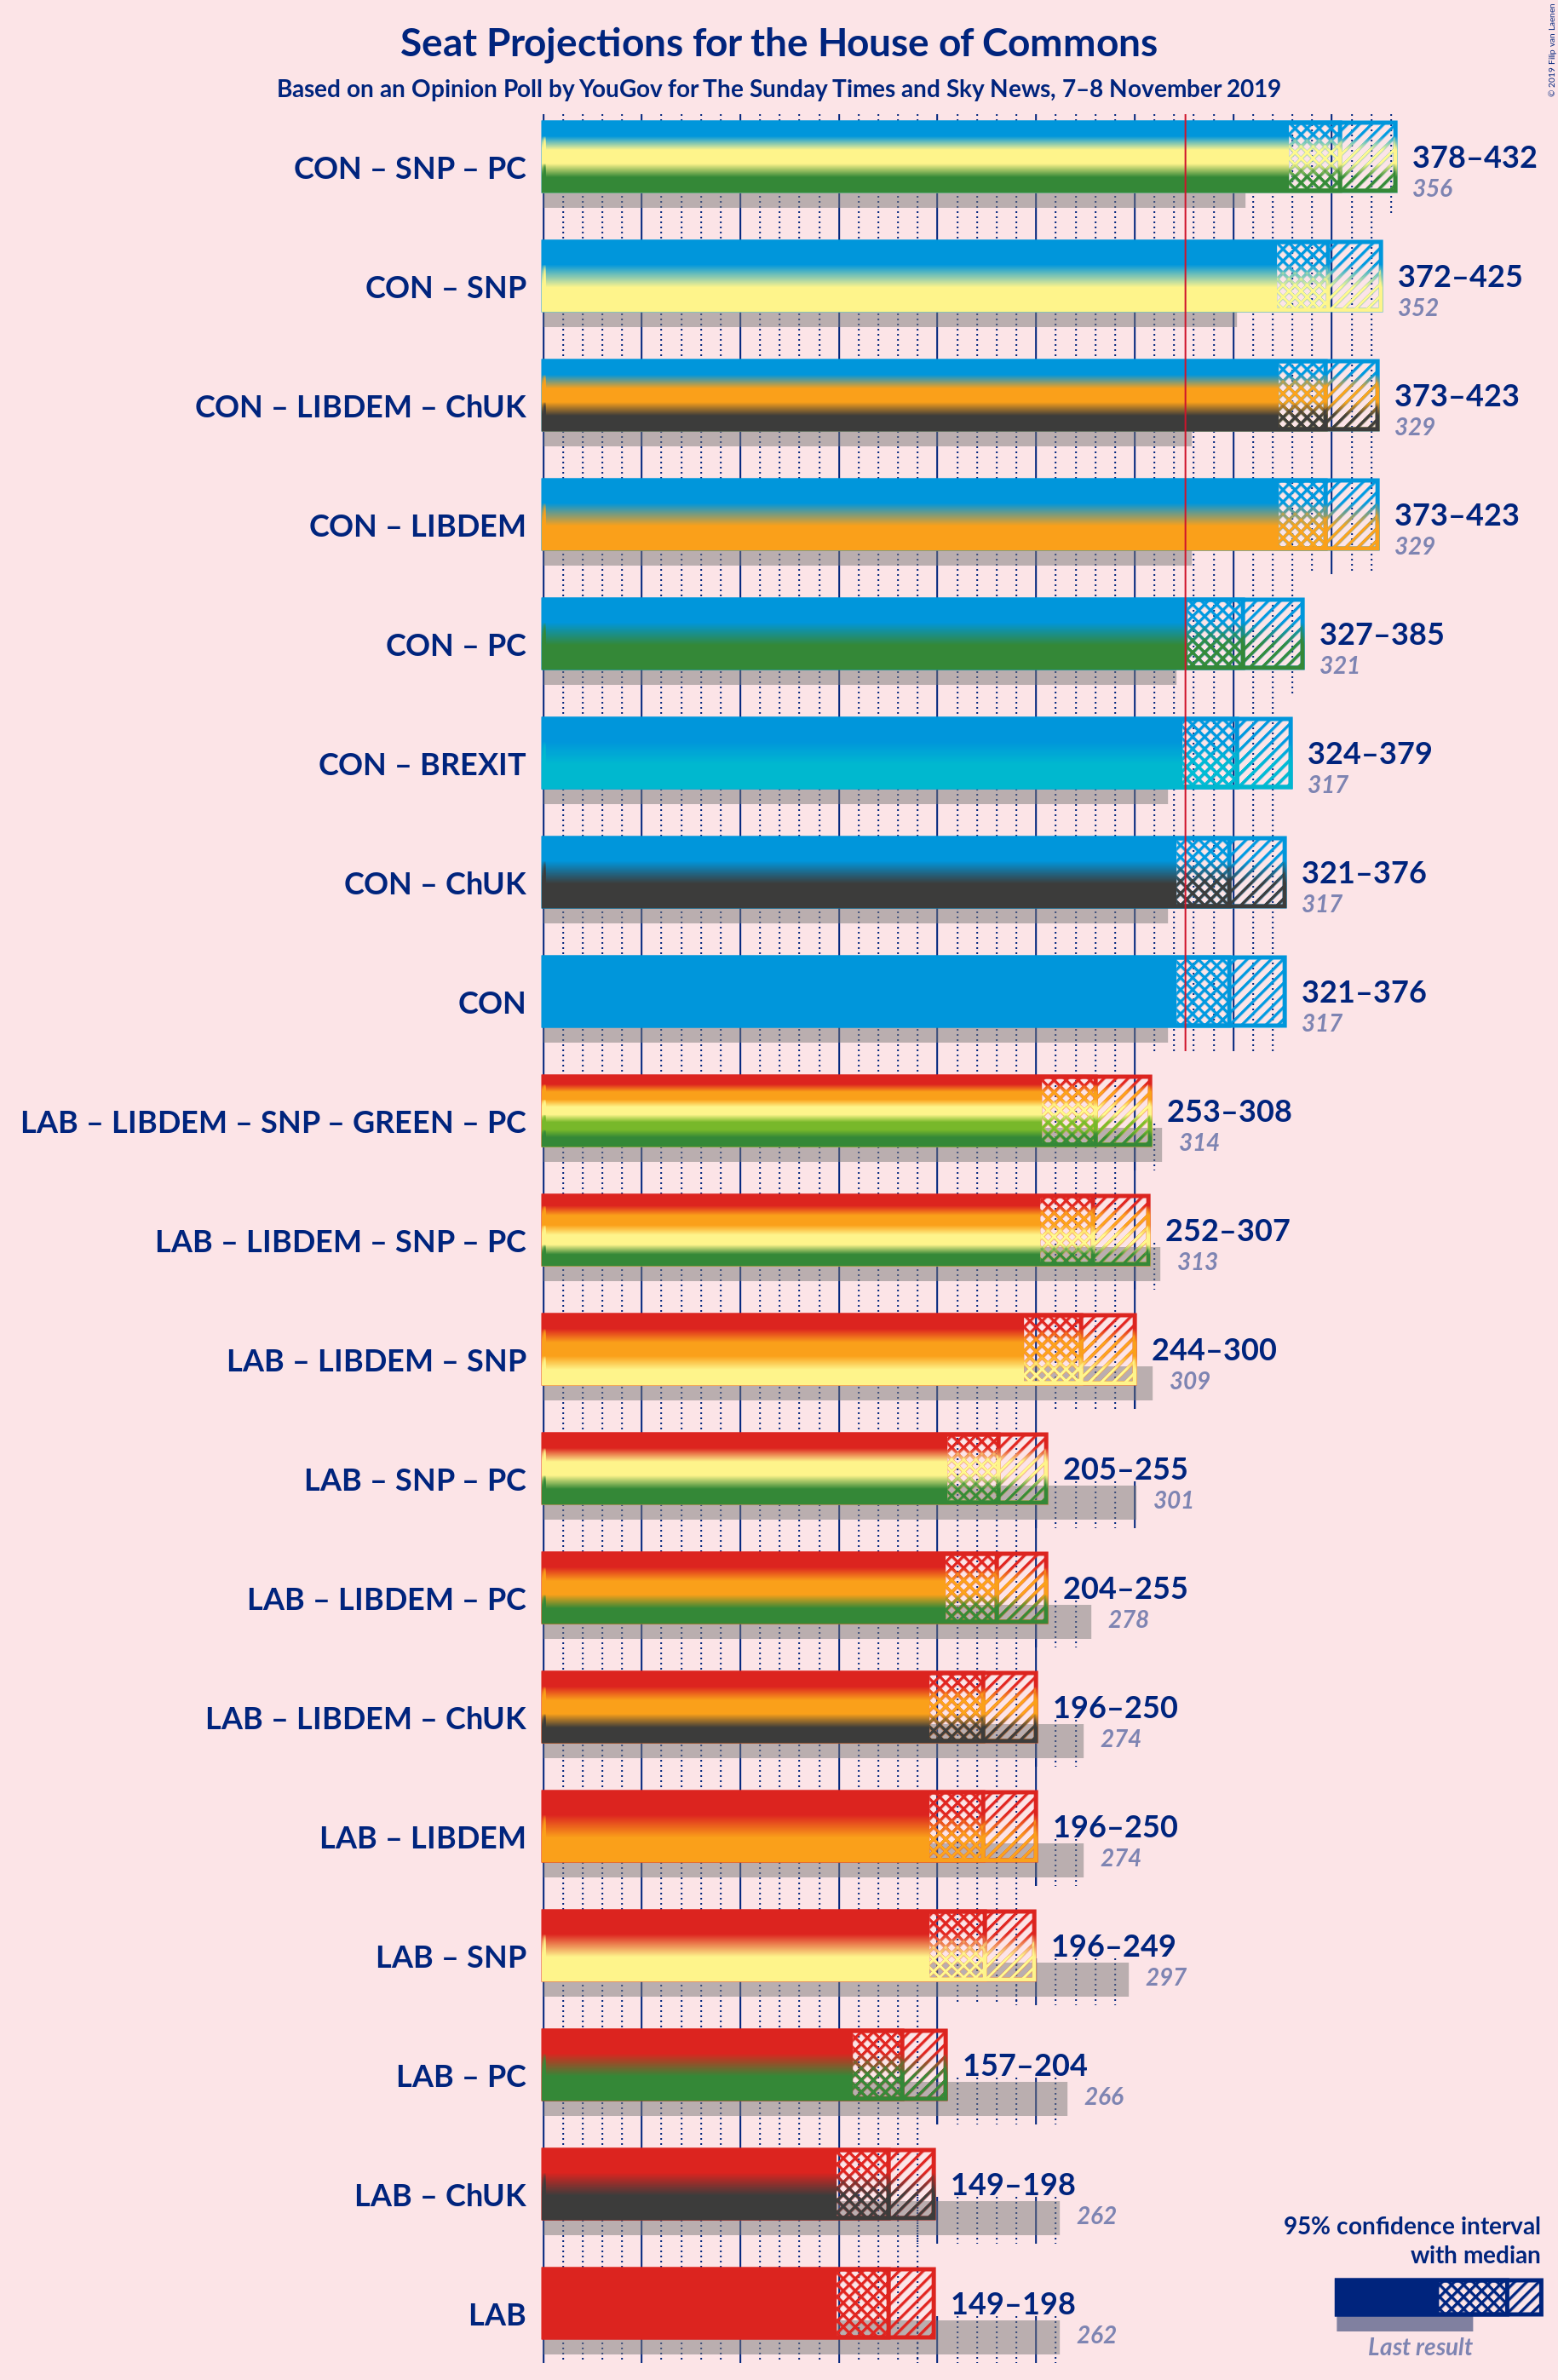 Seat Projections for the House of Commons
Based on an Opinion Poll by YouGov for The Sunday Times and Sky News, 7–8 November 2019
© 2019 Filip van Laenen
CON – SNP – PC
378–432
356
CON – SNP
372–425
352
CON – LIBDEM – ChUK
373–423
329
CON – LIBDEM
373–423
329
CON – PC
327–385
321
CON – BREXIT
324–379
317
CON – ChUK
321–376
317
CON
321–376
317
LAB – LIBDEM – SNP – GREEN – PC
253–308
314
LAB – LIBDEM – SNP – PC
252–307
313
LAB – LIBDEM – SNP
244–300
309
LAB – SNP – PC
205–255
301
LAB – LIBDEM – PC
204–255
278
LAB – LIBDEM – ChUK
196–250
274
LAB – LIBDEM
196–250
274
LAB – SNP
196–249
297
LAB – PC
157–204
266
LAB – ChUK
149–198
262
LAB
149–198
262
95% confidence interval
with median
Last result